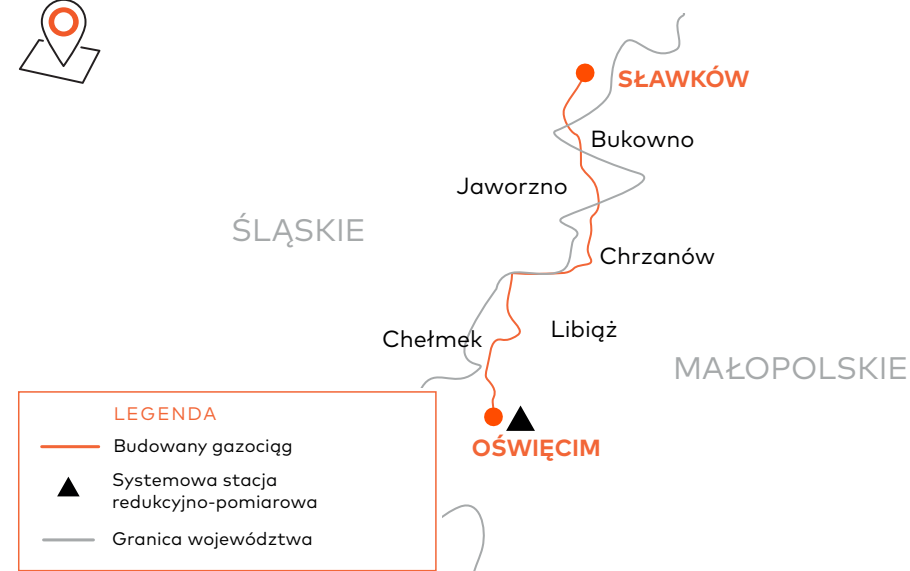 SŁAWKÓW
Bukowno
Jaworzno
ŚLĄSKIE
Chrzanów
Libiąż
Chełmek
MAŁOPOLSKIE
OŚWIĘCIM
LEGENDA
Budowany gazociąg
Systemowa stacja
redukcyjno-pomiarowa
Granica województwa